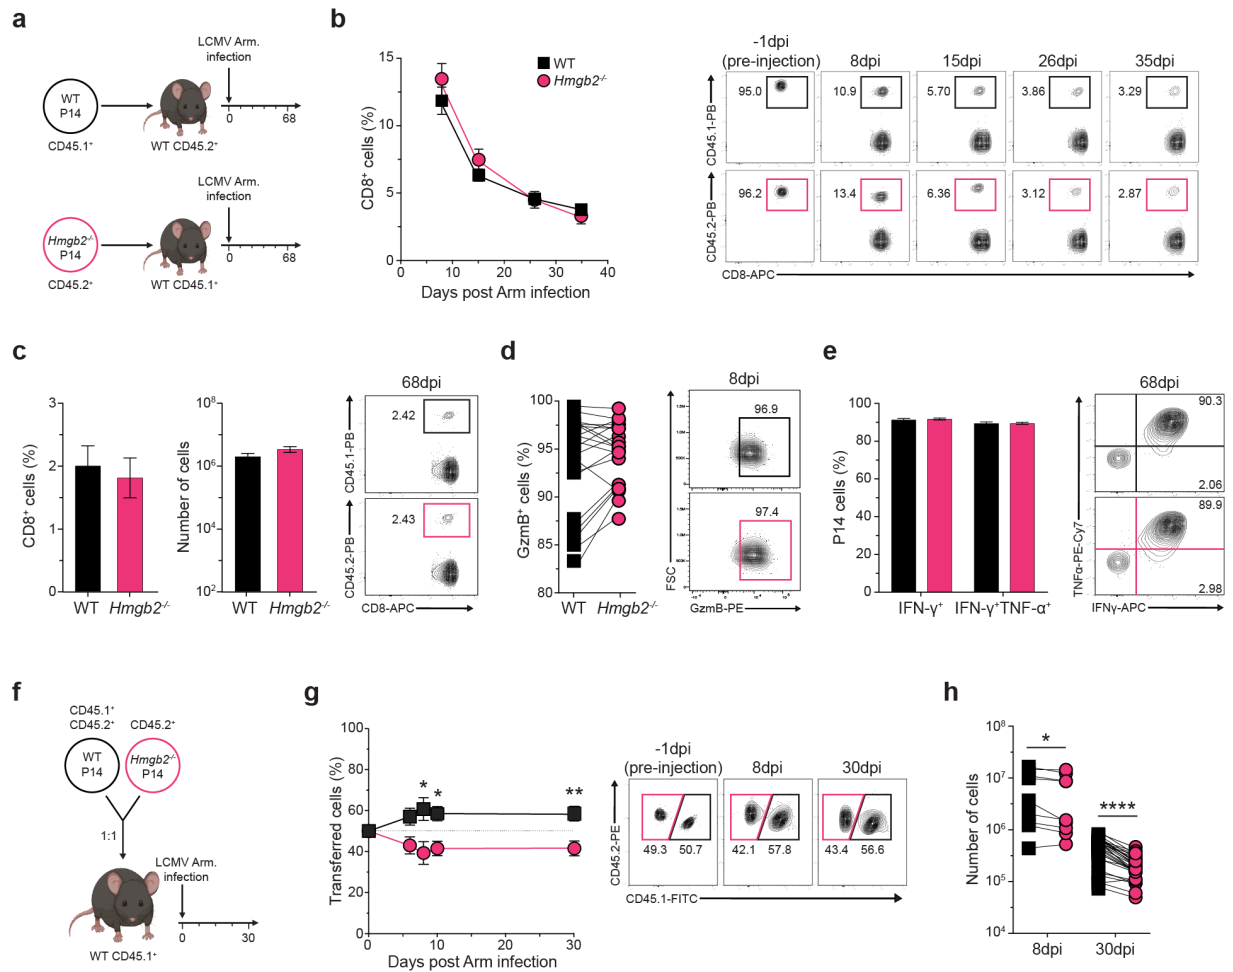 a
LCMV Arm.
infection
WT
P14
0
68
CD45.1⁺
WT CD45.2⁺
LCMV Arm.
infection
Hmgb2⁻/⁻
P14
0
68
CD45.2⁺
WT CD45.1⁺
b
15
10
5
0
CD8⁺ cells (%)
WT
Hmgb2⁻/⁻
0
10
20
30
40
Days post Arm infection
-1dpi
(pre-injection)
8dpi
15dpi
26dpi
35dpi
CD45.1-PB
95.0
10.9
5.70
3.86
3.29
CD45.2-PB
96.2
13.4
6.36
3.12
2.87
CD8-APC
c
3
2
1
0
CD8⁺ cells (%)
WT
Hmgb2⁻/⁻
10⁸
10⁶
10⁴
10²
Number of cells
WT
Hmgb2⁻/⁻
68dpi
2.42
CD45.1-PB
2.43
CD45.2-PB
CD8-APC
d
100
95
90
85
80
GzmB⁺ cells (%)
WT
Hmgb2⁻/⁻
8dpi
96.9
97.4
FSC
GzmB-PE
e
100
80
60
40
20
0
P14 cells (%)
IFN-γ⁺
IFN-γ⁺TNF-α⁺
68dpi
90.3
2.06
89.9
2.98
TNFα-PE-Cy7
IFNγ-APC
f
CD45.1⁺
CD45.2⁺
CD45.2⁺
WT
P14
Hmgb2⁻/⁻
P14
1:1
LCMV Arm.
infection
0
30
WT CD45.1⁺
g
100
80
60
40
20
0
Transferred cells (%)
*
*
**
0
10
20
30
Days post Arm infection
-1dpi
(pre-injection)
8dpi
30dpi
CD45.2-PE
49.3
50.7
42.1
57.8
43.4
56.6
CD45.1-FITC
h
10⁸
10⁷
10⁶
10⁵
10⁴
Number of cells
*
****
8dpi
30dpi